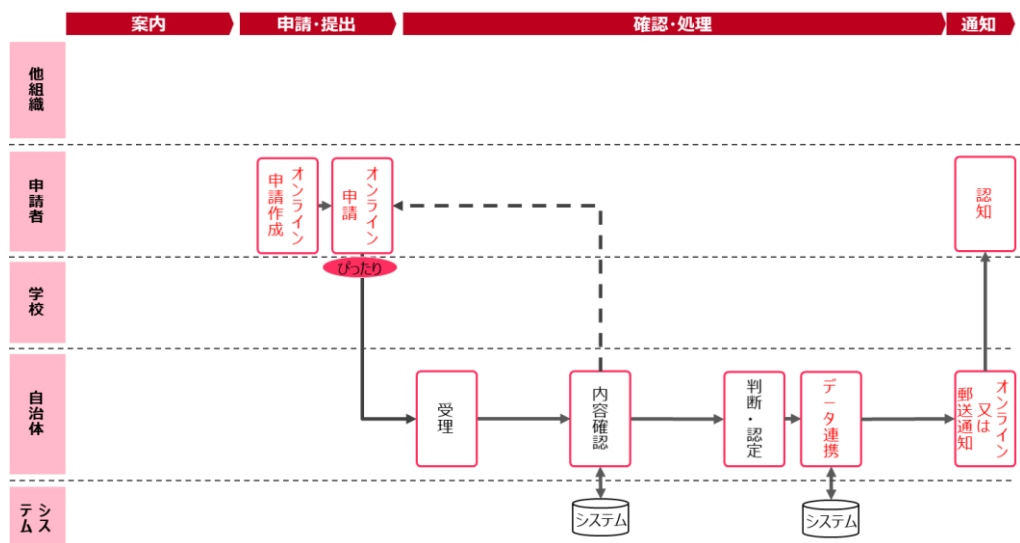 案内
申請・提出
確認・処理
通知
他組織
申請者
オンライン
申請作成
オンライン
申請
認知
ぴったり
学校
自治体
受理
内容確認
判断・認定
データ連携
オンライン
又は
郵送通知
シス
テム
システム
システム